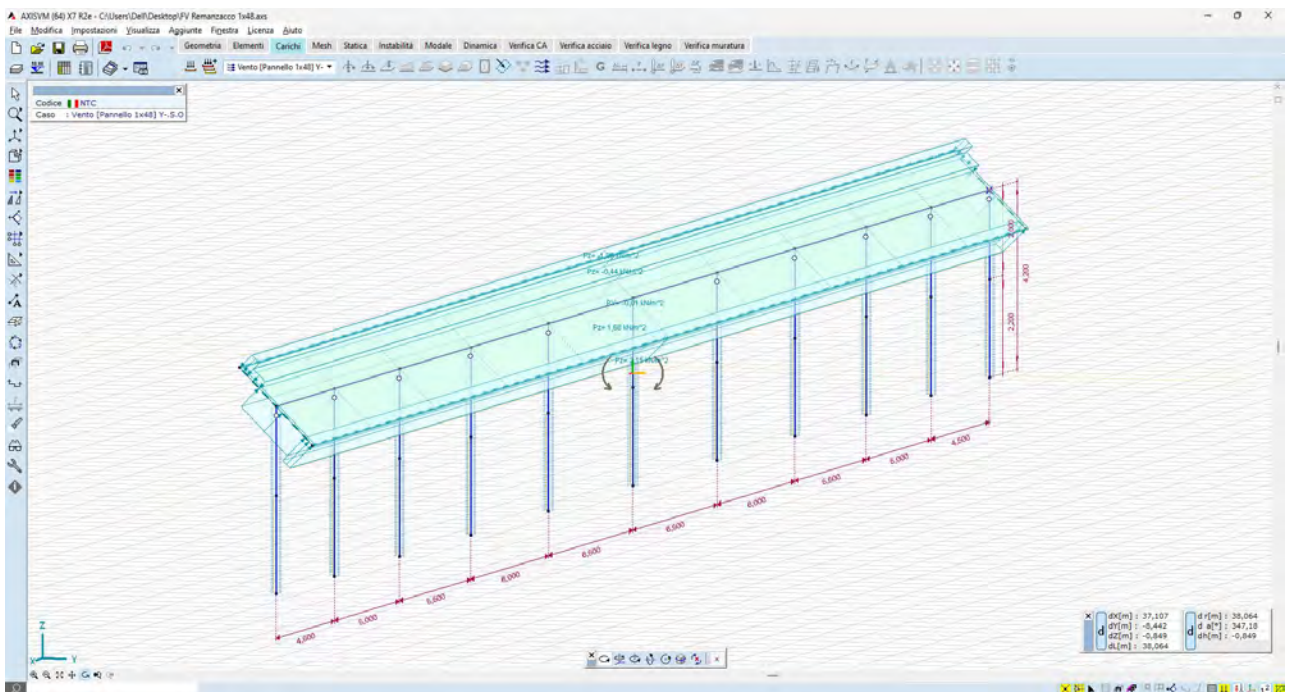 AXISVM (64) X7 R2e - C:\Users\Dell\Desktop\FV Remanzacco 1x48.axs
File Modifica Impostazioni Visualizza Aggiunte Finestra Licenza Aiuto
Geometria Elementi Carichi Mesh Statica Instabilità Modale Dinamica Verifica CA Verifica acciaio Verifica legno Verifica muratura
Vento [Pannello 1x48] Y-
Codice NTC
Caso : Vento [Pannello 1x48] Y-.S.O
Pz= -0,44 kN/m^2
Pz= 1,60 kN/m^2
2,000
4,200
2,200
4,500
5,000
5,500
6,000
6,500
6,500
6,000
5,500
5,000
4,500
Z
X Y
d
dX[m] : 37,107
dY[m] : -8,442
dZ[m] : -0,849
dL[m] : 38,064
d
d r[m] : 38,064
d a[°] : 347,18
dh[m] : -0,849